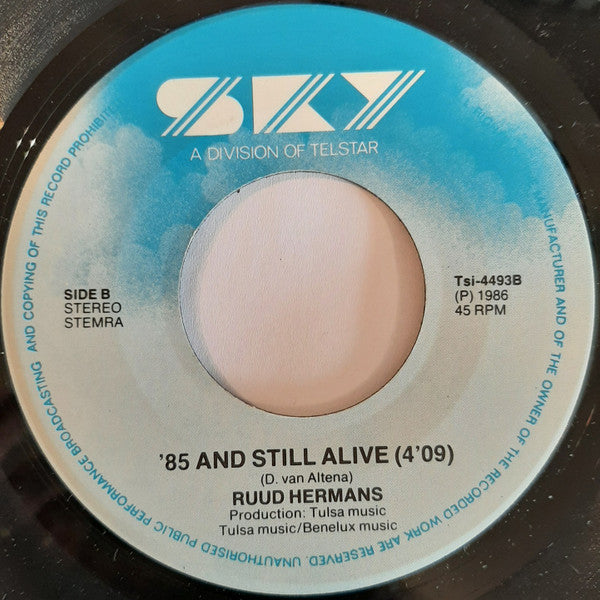 SKY
A DIVISION OF TELSTAR
SIDE B
STEREO
STEMRA
Tsi-4493B
(P) 1986
45 RPM
'85 AND STILL ALIVE (4'09)
(D. van Altena)
RUUD HERMANS
Production: Tulsa music
Tulsa music/Benelux music
MANUFACTURER AND OF THE OWNER OF THE RECORDED WORK ARE RESERVED. UNAUTHORISED PUBLIC PERFORMANCE BROADCASTING AND COPYING OF THIS RECORD PROHIBIT